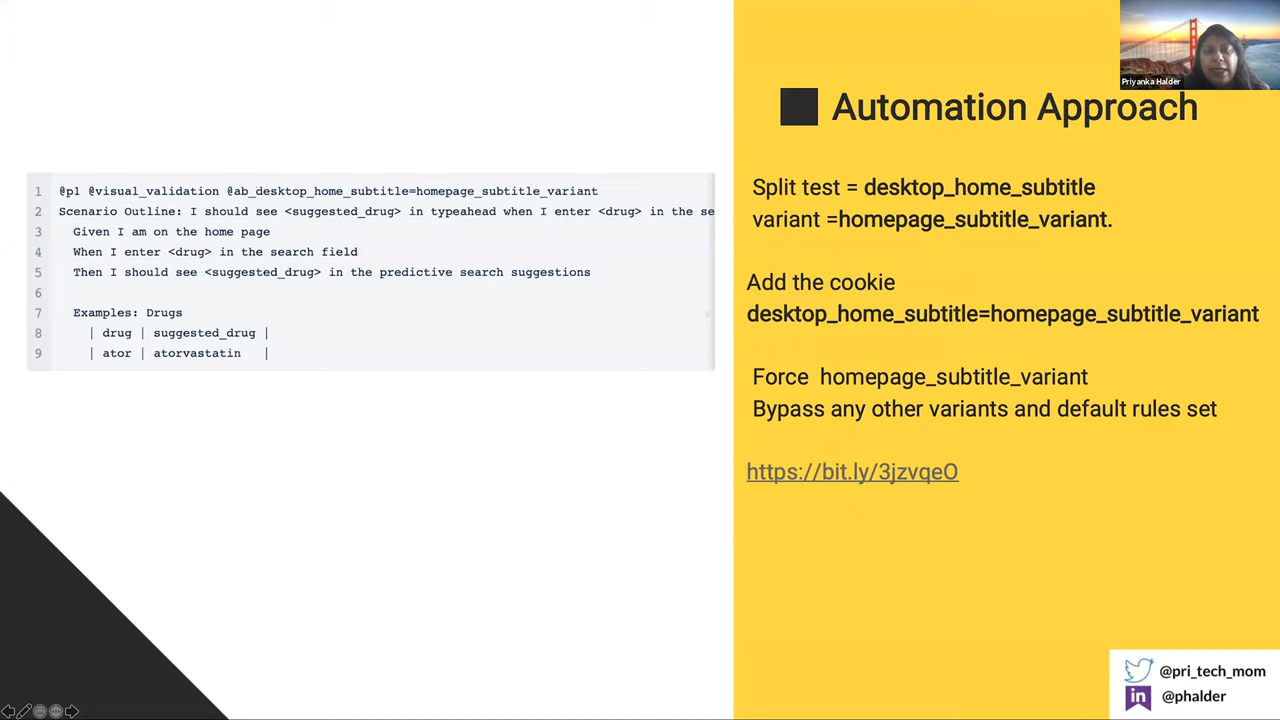 Priyanka Halder
Automation Approach
1 @p1 @visual_validation @ab_desktop_home_subtitle=homepage_subtitle_variant
2 Scenario Outline: I should see <suggested_drug> in typeahead when I enter <drug> in the se
3 Given I am on the home page
4 When I enter <drug> in the search field
5 Then I should see <suggested_drug> in the predictive search suggestions
6
7 Examples: Drugs
8 | drug | suggested_drug |
9 | ator | atorvastatin |
Split test = desktop_home_subtitle
variant =homepage_subtitle_variant.
Add the cookie
desktop_home_subtitle=homepage_subtitle_variant
Force homepage_subtitle_variant
Bypass any other variants and default rules set
https://bit.ly/3jzvqeO
@pri_tech_mom
in @phalder